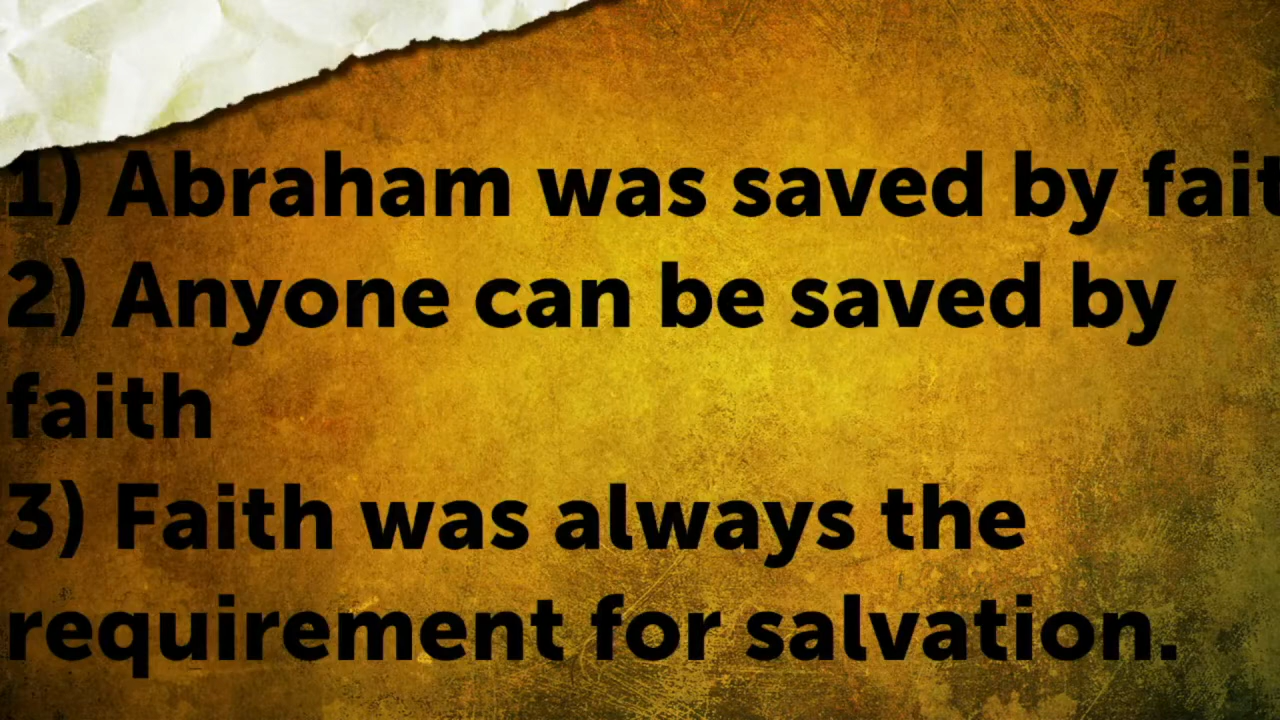 1) Abraham was saved by fait
2) Anyone can be saved by
faith
3) Faith was always the
requirement for salvation.